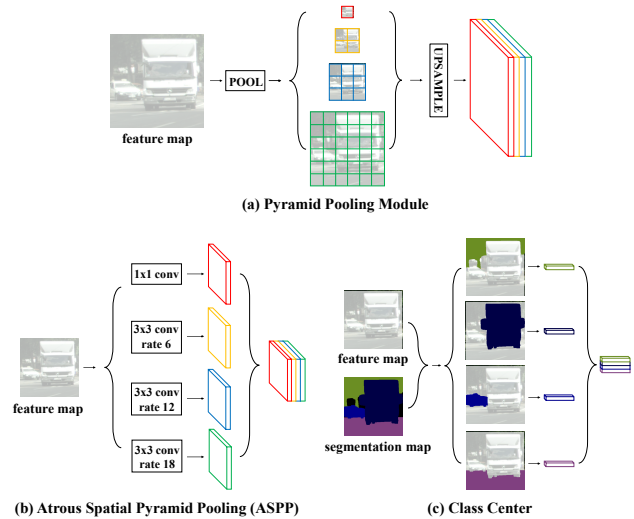 feature map
POOL
UPSAMPLE
(a) Pyramid Pooling Module
feature map
1x1 conv
3x3 conv
rate 6
3x3 conv
rate 12
3x3 conv
rate 18
(b) Atrous Spatial Pyramid Pooling (ASPP)
feature map
segmentation map
(c) Class Center